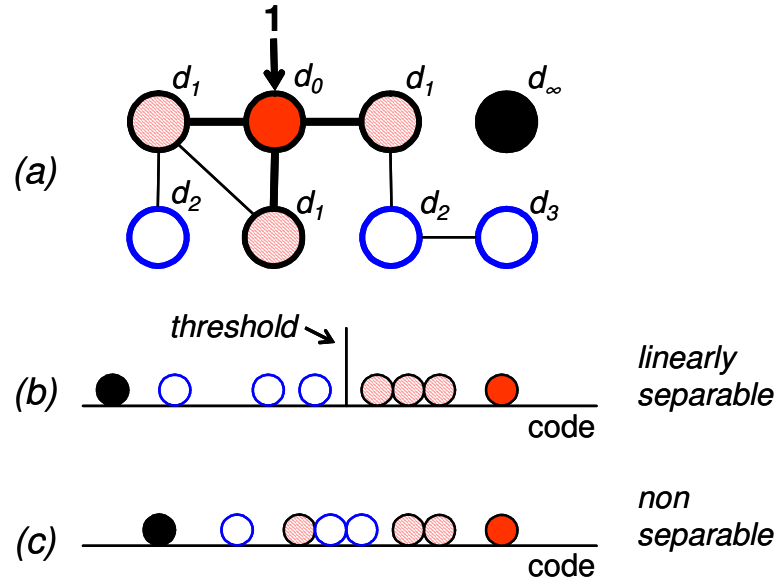 1
d₁ d₀ d₁ d∞
(a)
d₂ d₁ d₂ d₃
threshold
linearly
(b)
separable
code
non
(c)
separable
code